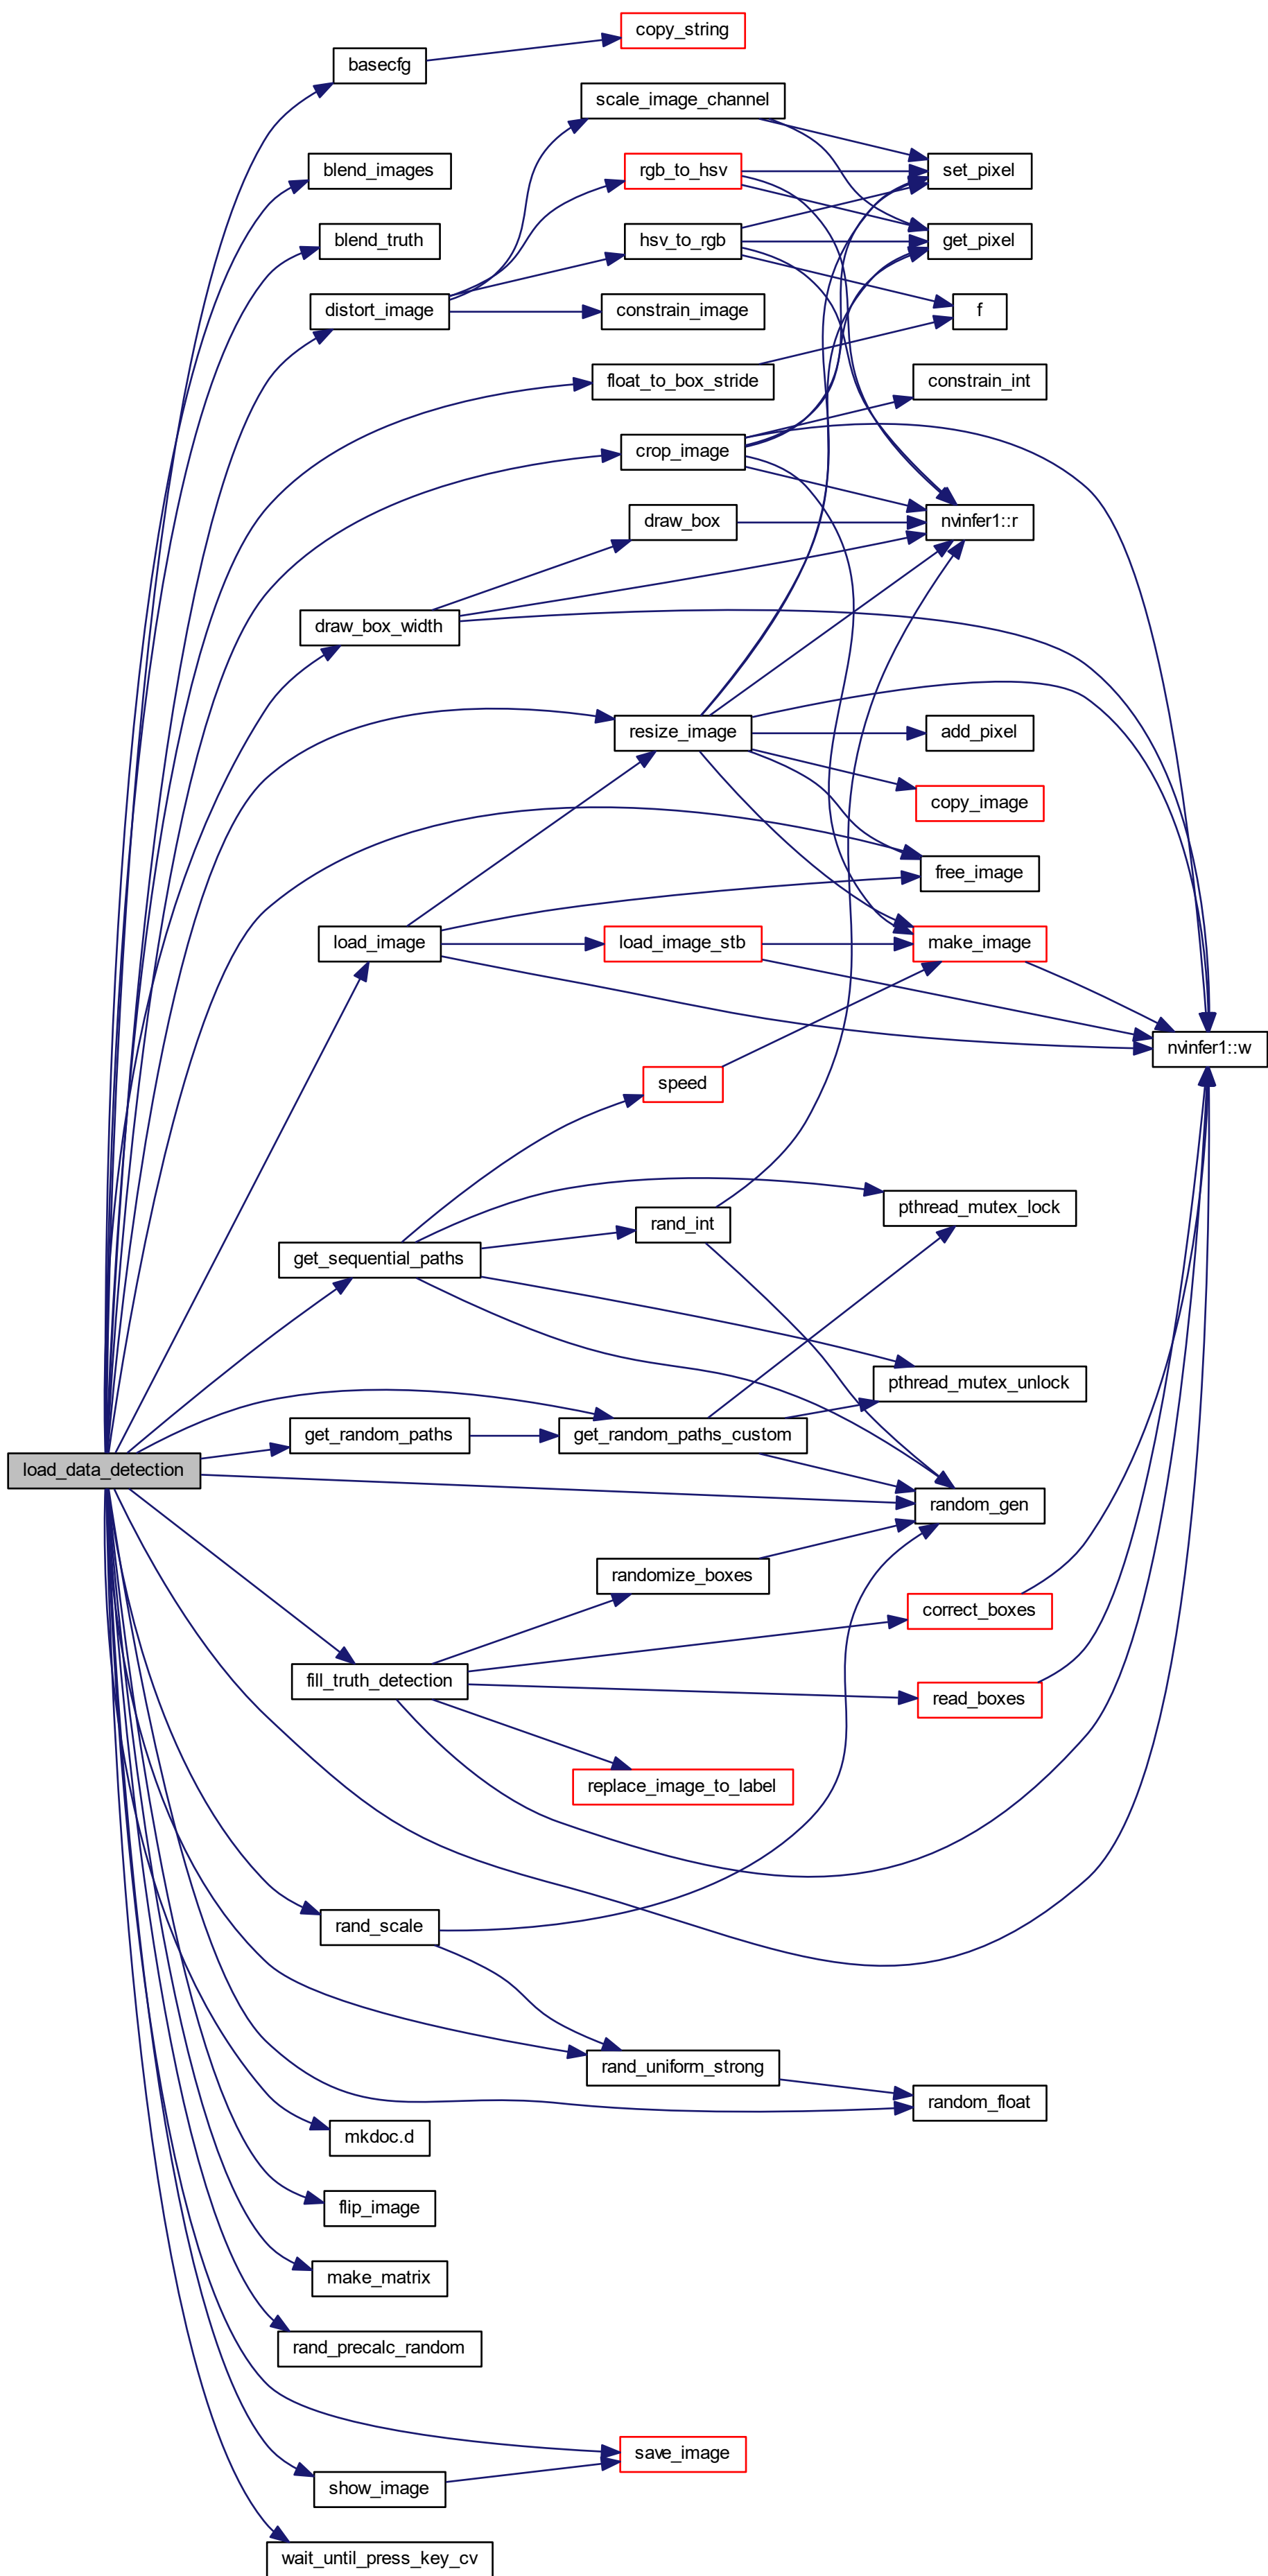 copy_string
basecfg
scale_image_channel
blend_images
rgb_to_hsv
set_pixel
blend_truth
hsv_to_rgb
get_pixel
distort_image
constrain_image
f
float_to_box_stride
constrain_int
crop_image
draw_box
nvinfer1::r
draw_box_width
resize_image
add_pixel
copy_image
free_image
load_image
load_image_stb
make_image
nvinfer1::w
speed
pthread_mutex_lock
rand_int
get_sequential_paths
pthread_mutex_unlock
get_random_paths
get_random_paths_custom
load_data_detection
random_gen
randomize_boxes
correct_boxes
fill_truth_detection
read_boxes
replace_image_to_label
rand_scale
rand_uniform_strong
random_float
mkdoc.d
flip_image
make_matrix
rand_precalc_random
save_image
show_image
wait_until_press_key_cv